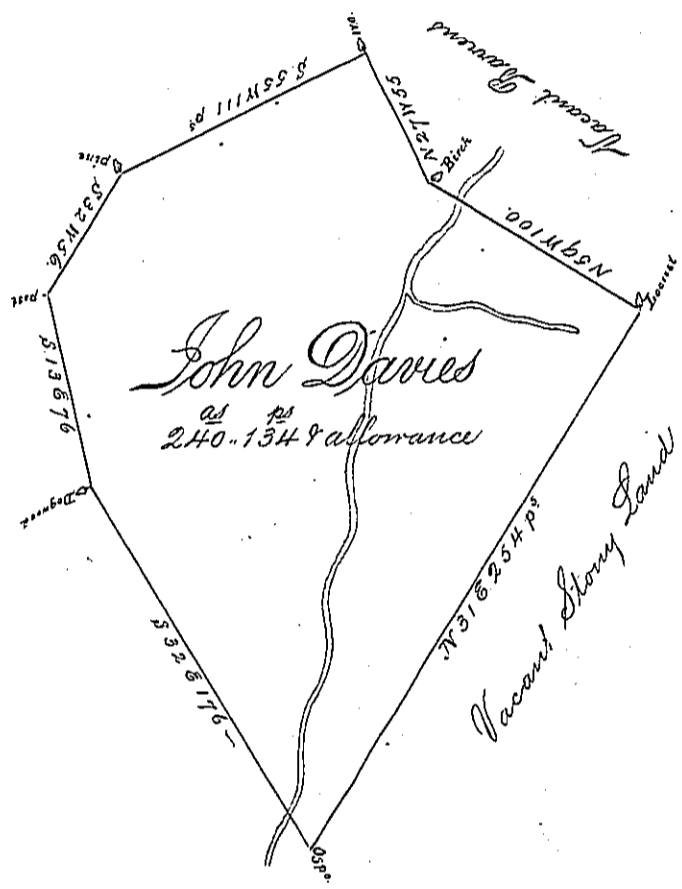 do.
Vacant Barrens
S. 55 W 111 ps
N 27 W 55
Birch
pine
S 32 W 56.
N 59 W 100.
post
Locust
S. 13 E 76
John Davies
as ps
240..134 & allowance
Dogwood
N 31 E 254 ps
Vacant Stony Land
S 32 E 176